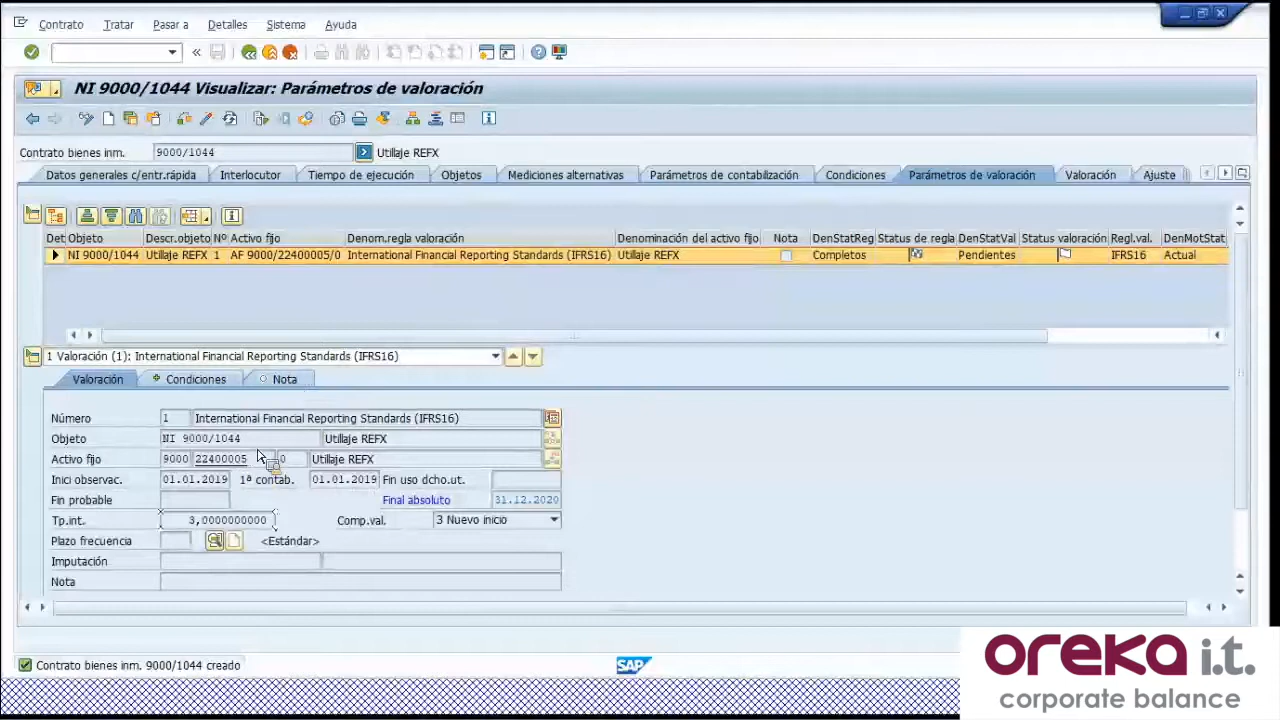 Contrato Tratar Pasar a Detalles Sistema Ayuda
NI 9000/1044 Visualizar: Parámetros de valoración
Contrato bienes inm. 9000/1044 Utillaje REFX
Datos generales c/entr.rápida Interlocutor Tiempo de ejecución Objetos Mediciones alternativas Parámetros de contabilización Condiciones Parámetros de valoración Valoración Ajuste
Det Objeto Descr.objeto Nº Activo fijo Denom.regla valoración Denominación del activo fijo Nota DenStatReg Status de regla DenStatVal Status valoración Regl.val. DenMotStat
NI 9000/1044 Utillaje REFX 1 AF 9000/22400005/0 International Financial Reporting Standards (IFRS16) Utillaje REFX Completos Pendientes IFRS16 Actual
1 Valoración (1): International Financial Reporting Standards (IFRS16)
Valoración Condiciones Nota
Número 1 International Financial Reporting Standards (IFRS16)
Objeto NI 9000/1044 Utillaje REFX
Activo fijo 9000 22400005 0 Utillaje REFX
Inici observac. 01.01.2019 1ª contab. 01.01.2019 Fin uso dcho.ut.
Fin probable Final absoluto 31.12.2020
Tp.int. 3,0000000000 Comp.val. 3 Nuevo inicio
Plazo frecuencia <Estándar>
Imputación
Nota
Contrato bienes inm. 9000/1044 creado
SAP
oreka i.t.
corporate balance